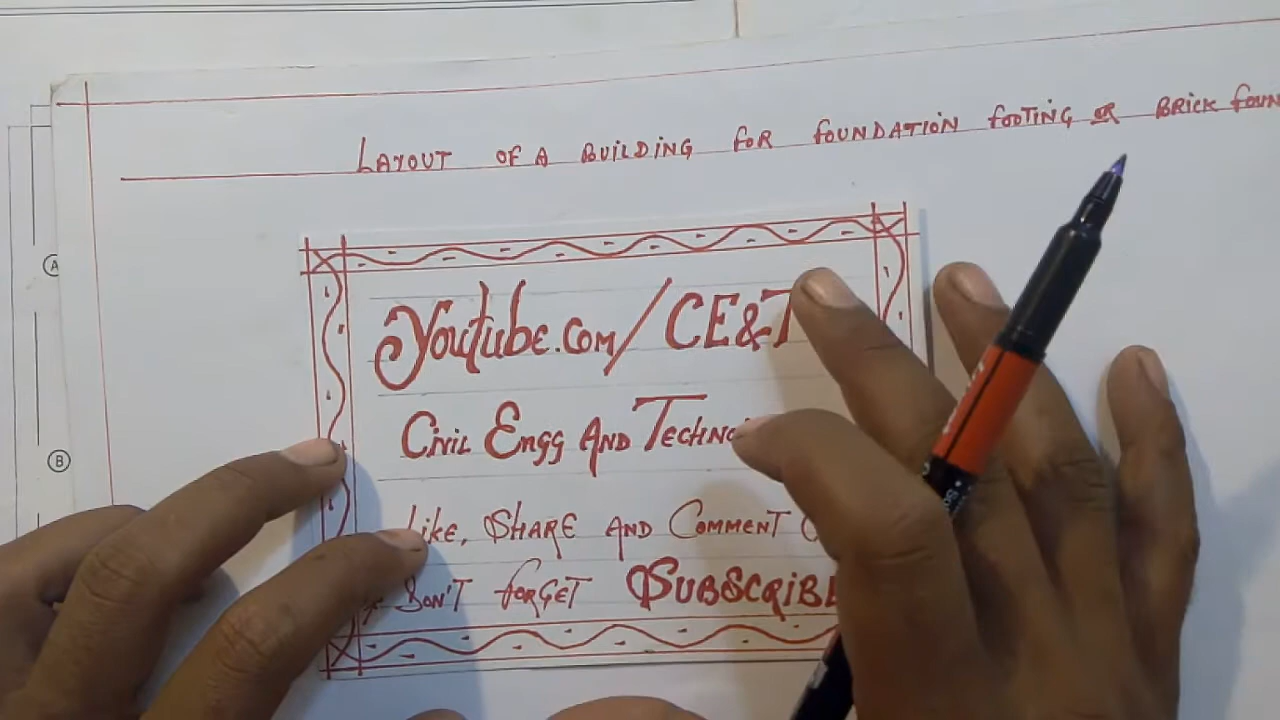 LAYOUT OF A BUILDING FOR FOUNDATION FOOTING OR BRICK
Youtube.com/CE&T
Civil Engg AND
Like, SHARE AND COMMENT
DON'T forGET SUBSCRIBE
A
B